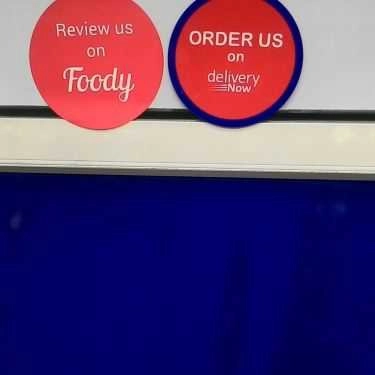 Review us
on
Foody
ORDER US
on
delivery
Now